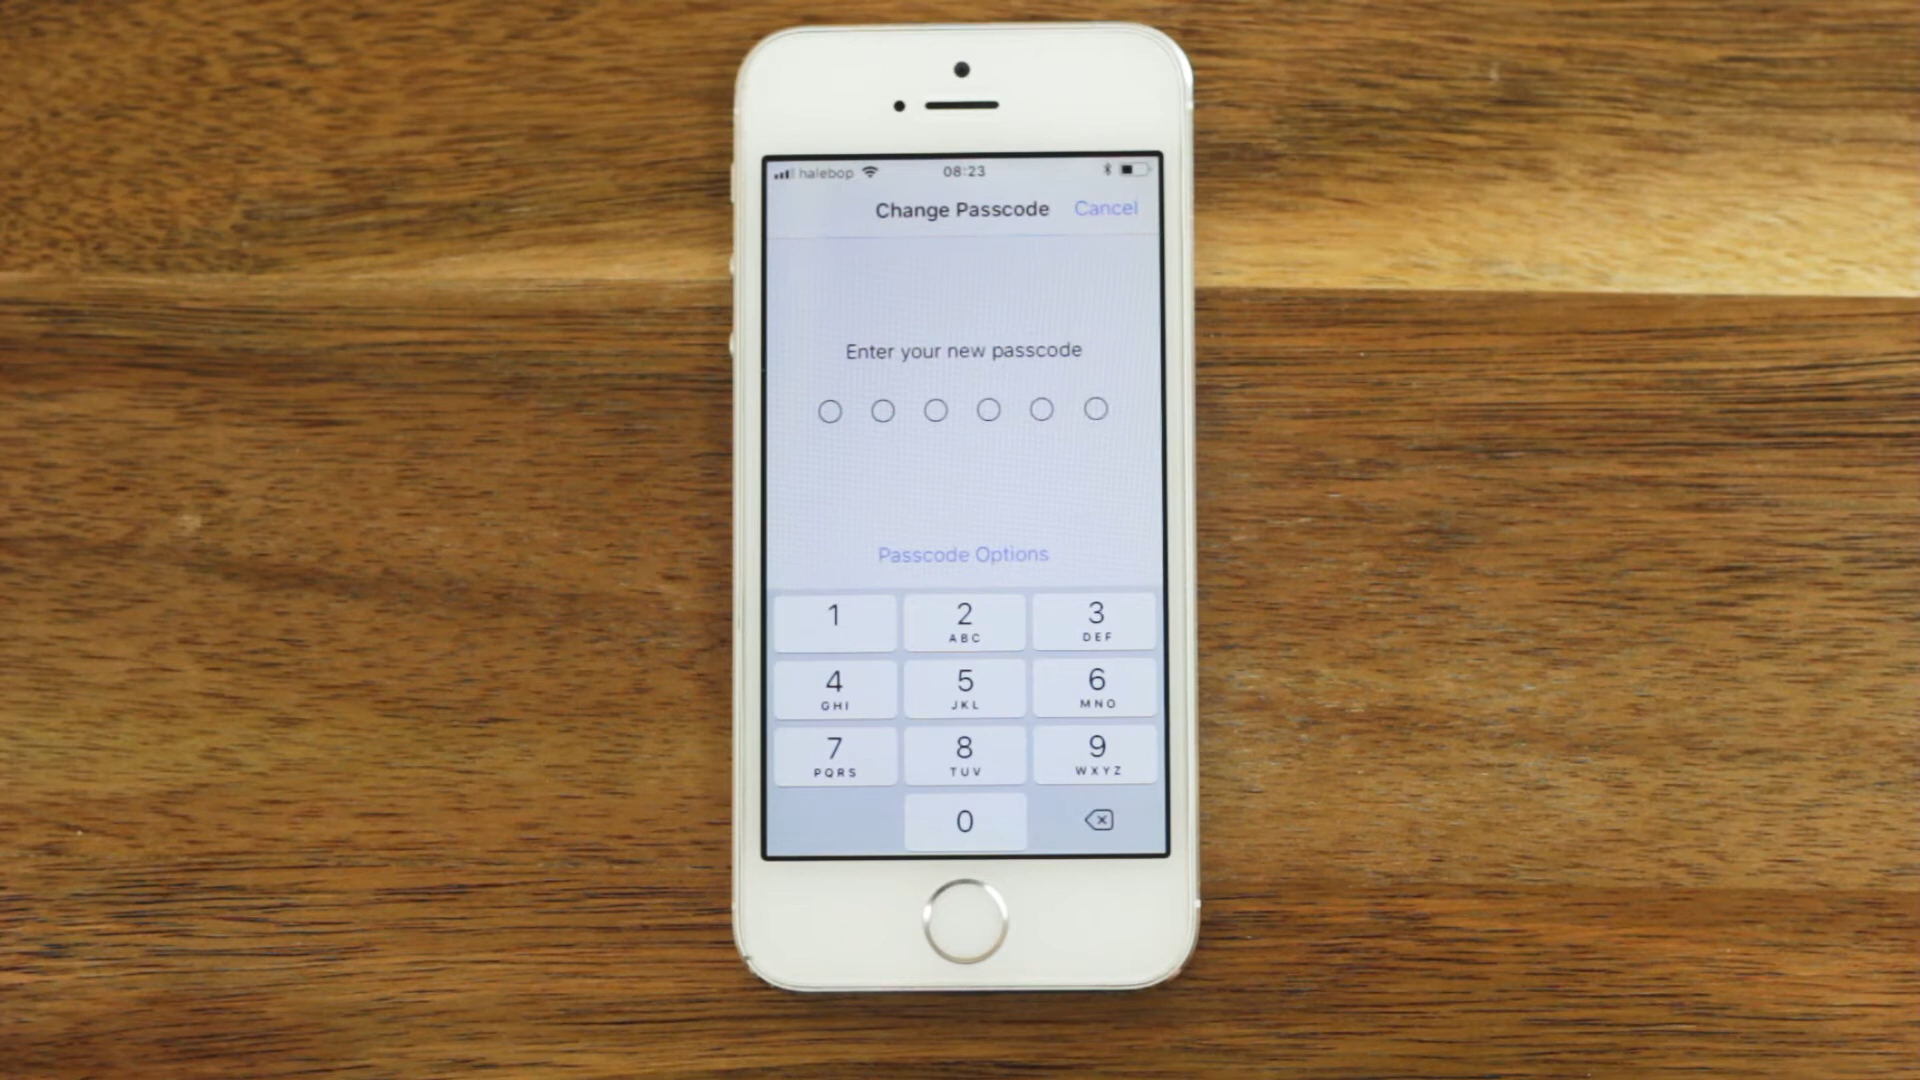 halebop 08:23
Change Passcode Cancel
Enter your new passcode
Passcode Options
1 2 3
ABC DEF
4 5 6
GHI JKL MNO
7 8 9
PQRS TUV WXYZ
0